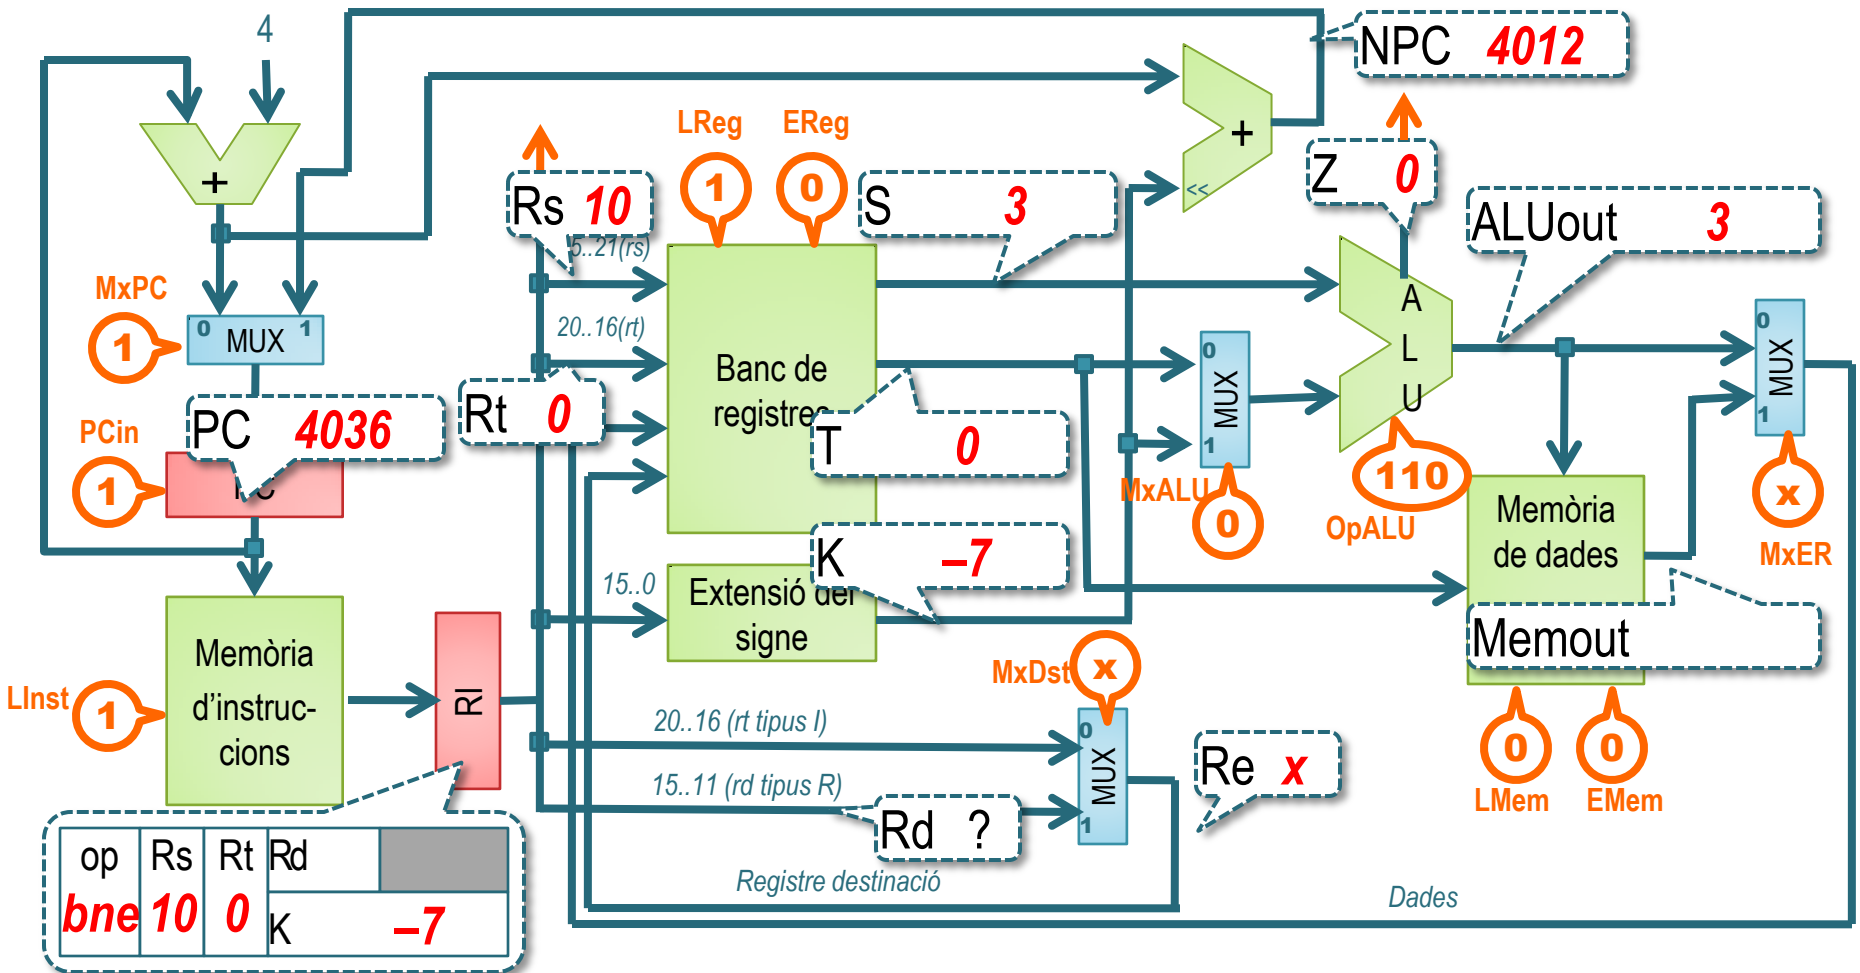 4
NPC 4012
+
LReg
EReg
1
0
+
<<
Rs 10
S 3
Z 0
ALUout 3
5..21(rs)
MxPC
1
0
1
MUX
20..16(rt)
Banc de
registres
0
MUX
1
A
L
U
0
MUX
1
PC 4036
Rt 0
T 0
PCin
1
MxALU
0
110
OpALU
x
MxER
Memòria
de dades
K –7
15..0
Extensió del
signe
Memout
Memòria
d’instruc-
cions
LInst
1
RI
MxDst
x
20..16 (rt tipus I)
0
MUX
1
Re x
0
0
LMem
EMem
15..11 (rd tipus R)
Rd ?
op Rs Rt Rd
bne 10 0
K –7
Registre destinació
Dades